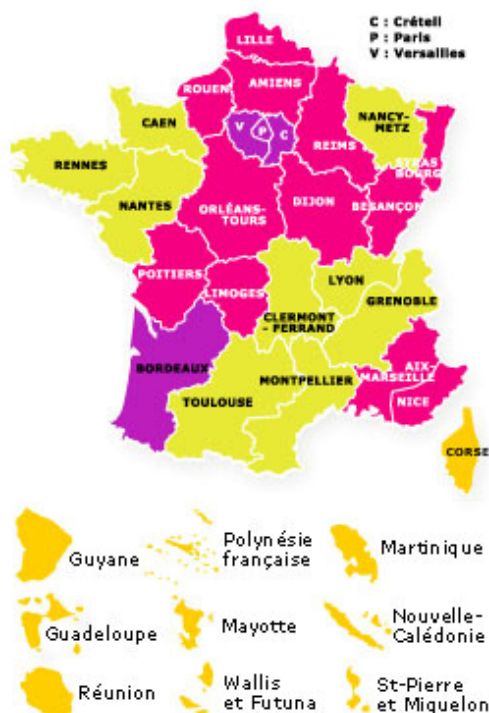 LILLE
C : Créteil
P : Paris
V : Versailles
AMIENS
ROUEN
CAEN
V P C
NANCY-
METZ
REIMS
STRAS
BOURG
RENNES
NANTES
ORLÉANS-
TOURS
DIJON
BESANÇON
POITIERS
LIMOGES
LYON
GRENOBLE
CLERMONT
-FERRAND
BORDEAUX
AIX-
MARSEILLE
MONTPELLIER
TOULOUSE
NICE
CORSE
Guyane
Polynésie
française
Martinique
Guadeloupe
Mayotte
Nouvelle-
Calédonie
Réunion
Wallis
et Futuna
St-Pierre
et Miquelon